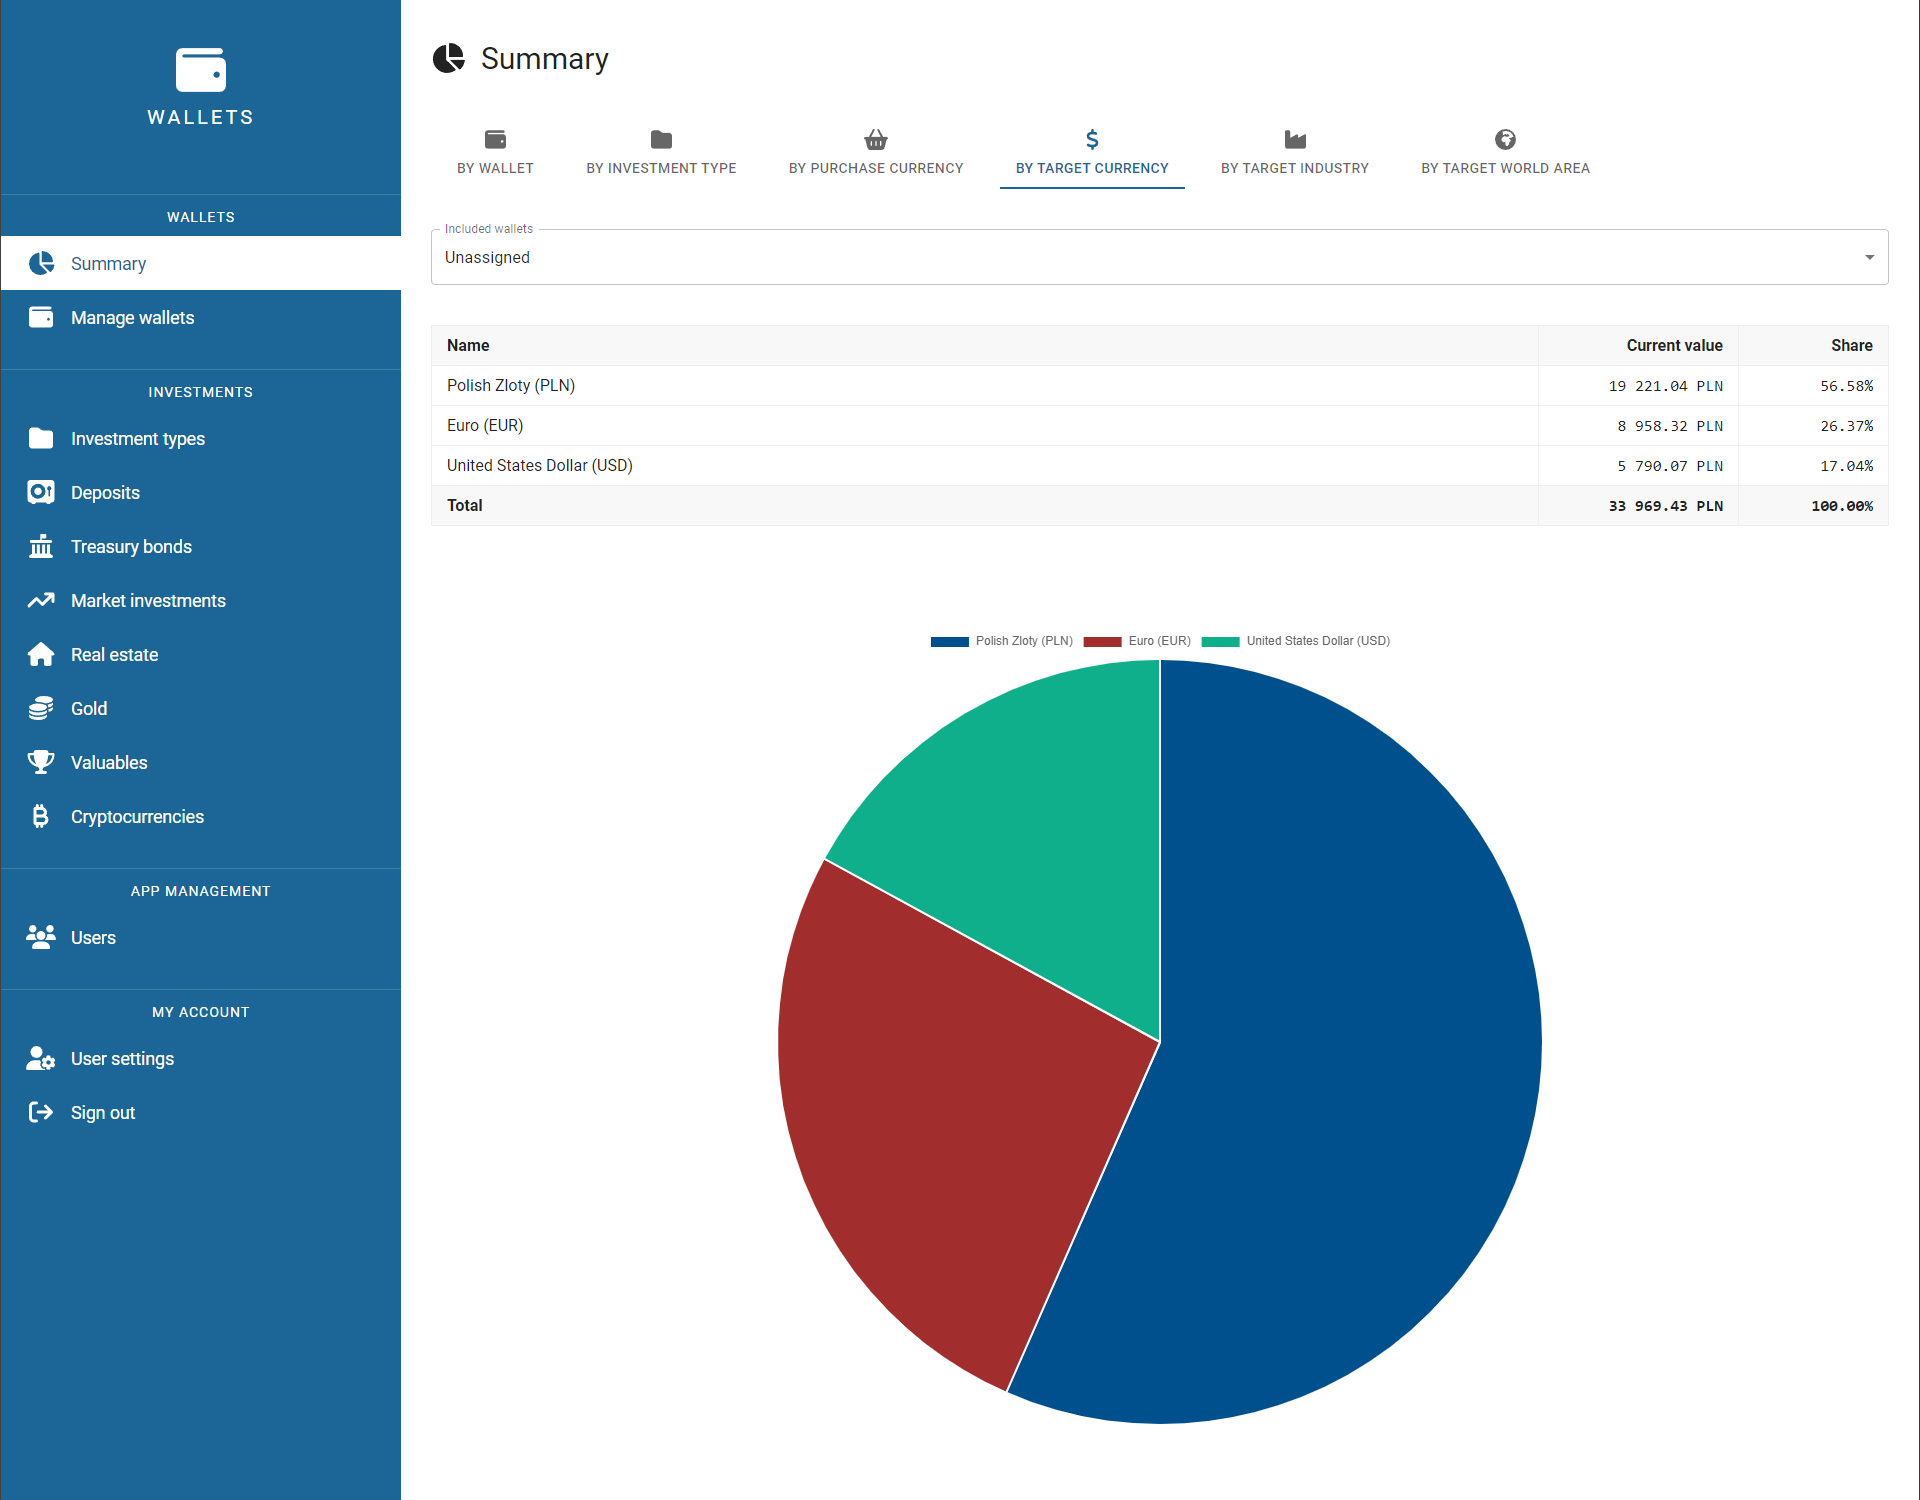 WALLETS
WALLETS
Summary
Manage wallets
INVESTMENTS
Investment types
Deposits
Treasury bonds
Market investments
Real estate
Gold
Valuables
Cryptocurrencies
APP MANAGEMENT
Users
MY ACCOUNT
User settings
Sign out
Summary
BY WALLET BY INVESTMENT TYPE BY PURCHASE CURRENCY BY TARGET CURRENCY BY TARGET INDUSTRY BY TARGET WORLD AREA
Included wallets
Unassigned
Name Current value Share
Polish Zloty (PLN) 19 221.04 PLN 56.58%
Euro (EUR) 8 958.32 PLN 26.37%
United States Dollar (USD) 5 790.07 PLN 17.04%
Total 33 969.43 PLN 100.00%
Polish Zloty (PLN) Euro (EUR) United States Dollar (USD)